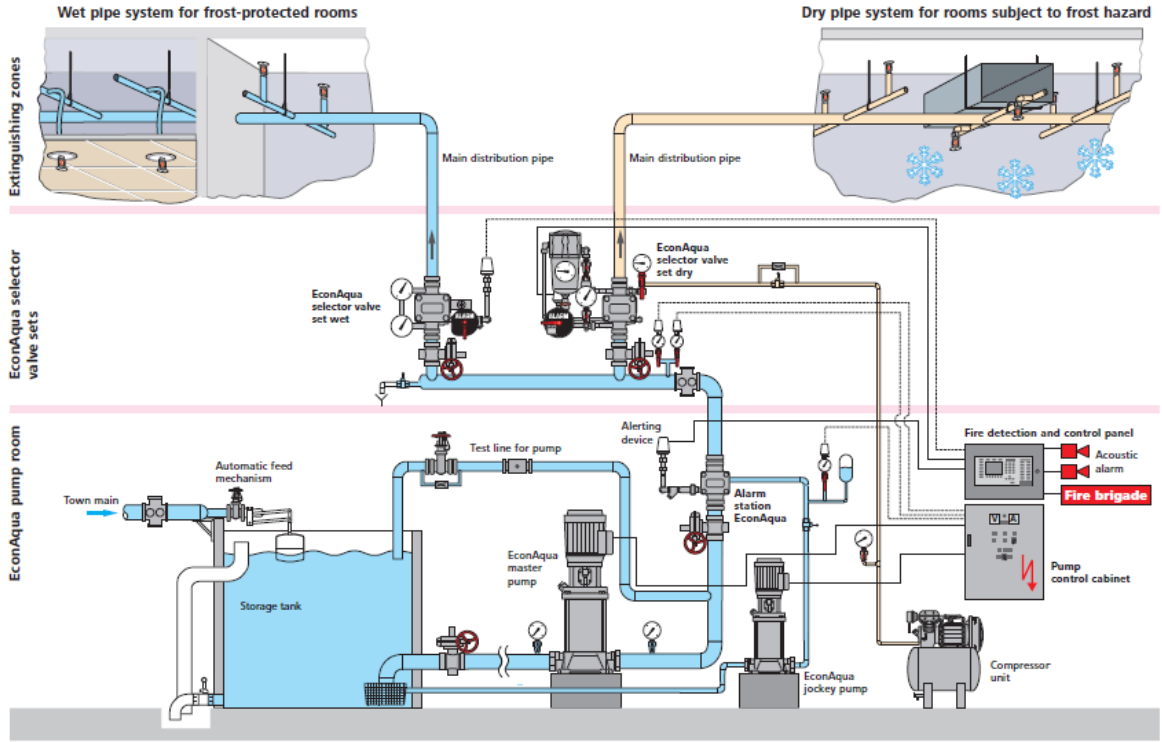 Wet pipe system for frost-protected rooms
Dry pipe system for rooms subject to frost hazard
Extinguishing zones
Main distribution pipe
Main distribution pipe
EconAqua selector
valve sets
EconAqua
selector valve
set wet
EconAqua
selector valve
set dry
EconAqua pump room
Alerting
device
Fire detection and control panel
Acoustic
alarm
Fire brigade
Test line for pump
Automatic feed
mechanism
Town main
Alarm
station
EconAqua
V A
EconAqua
master
pump
Pump
control cabinet
Storage tank
EconAqua
jockey pump
Compressor
unit